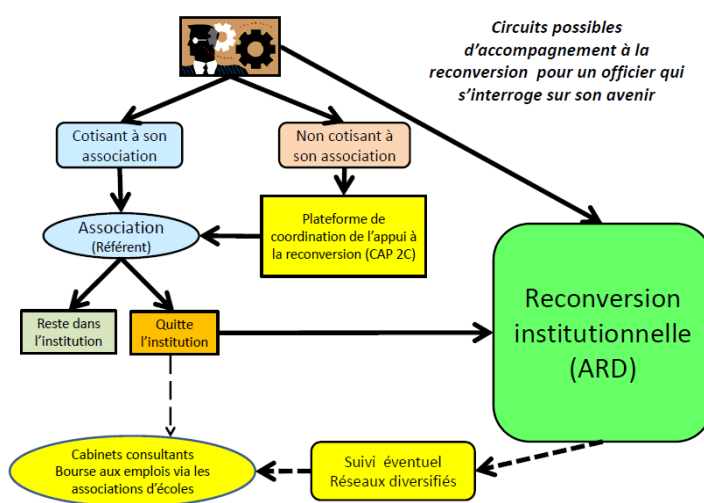 Circuits possibles
d'accompagnement à la
reconversion pour un officier qui
s'interroge sur son avenir
Cotisant à son
association
Non cotisant à
son association
Association
(Référent)
Plateforme de
coordination de l'appui à
la reconversion (CAP 2C)
Reste dans
l'institution
Quitte
l'institution
Reconversion
institutionnelle
(ARD)
Cabinets consultants
Bourse aux emplois via les
associations d'écoles
Suivi éventuel
Réseaux diversifiés